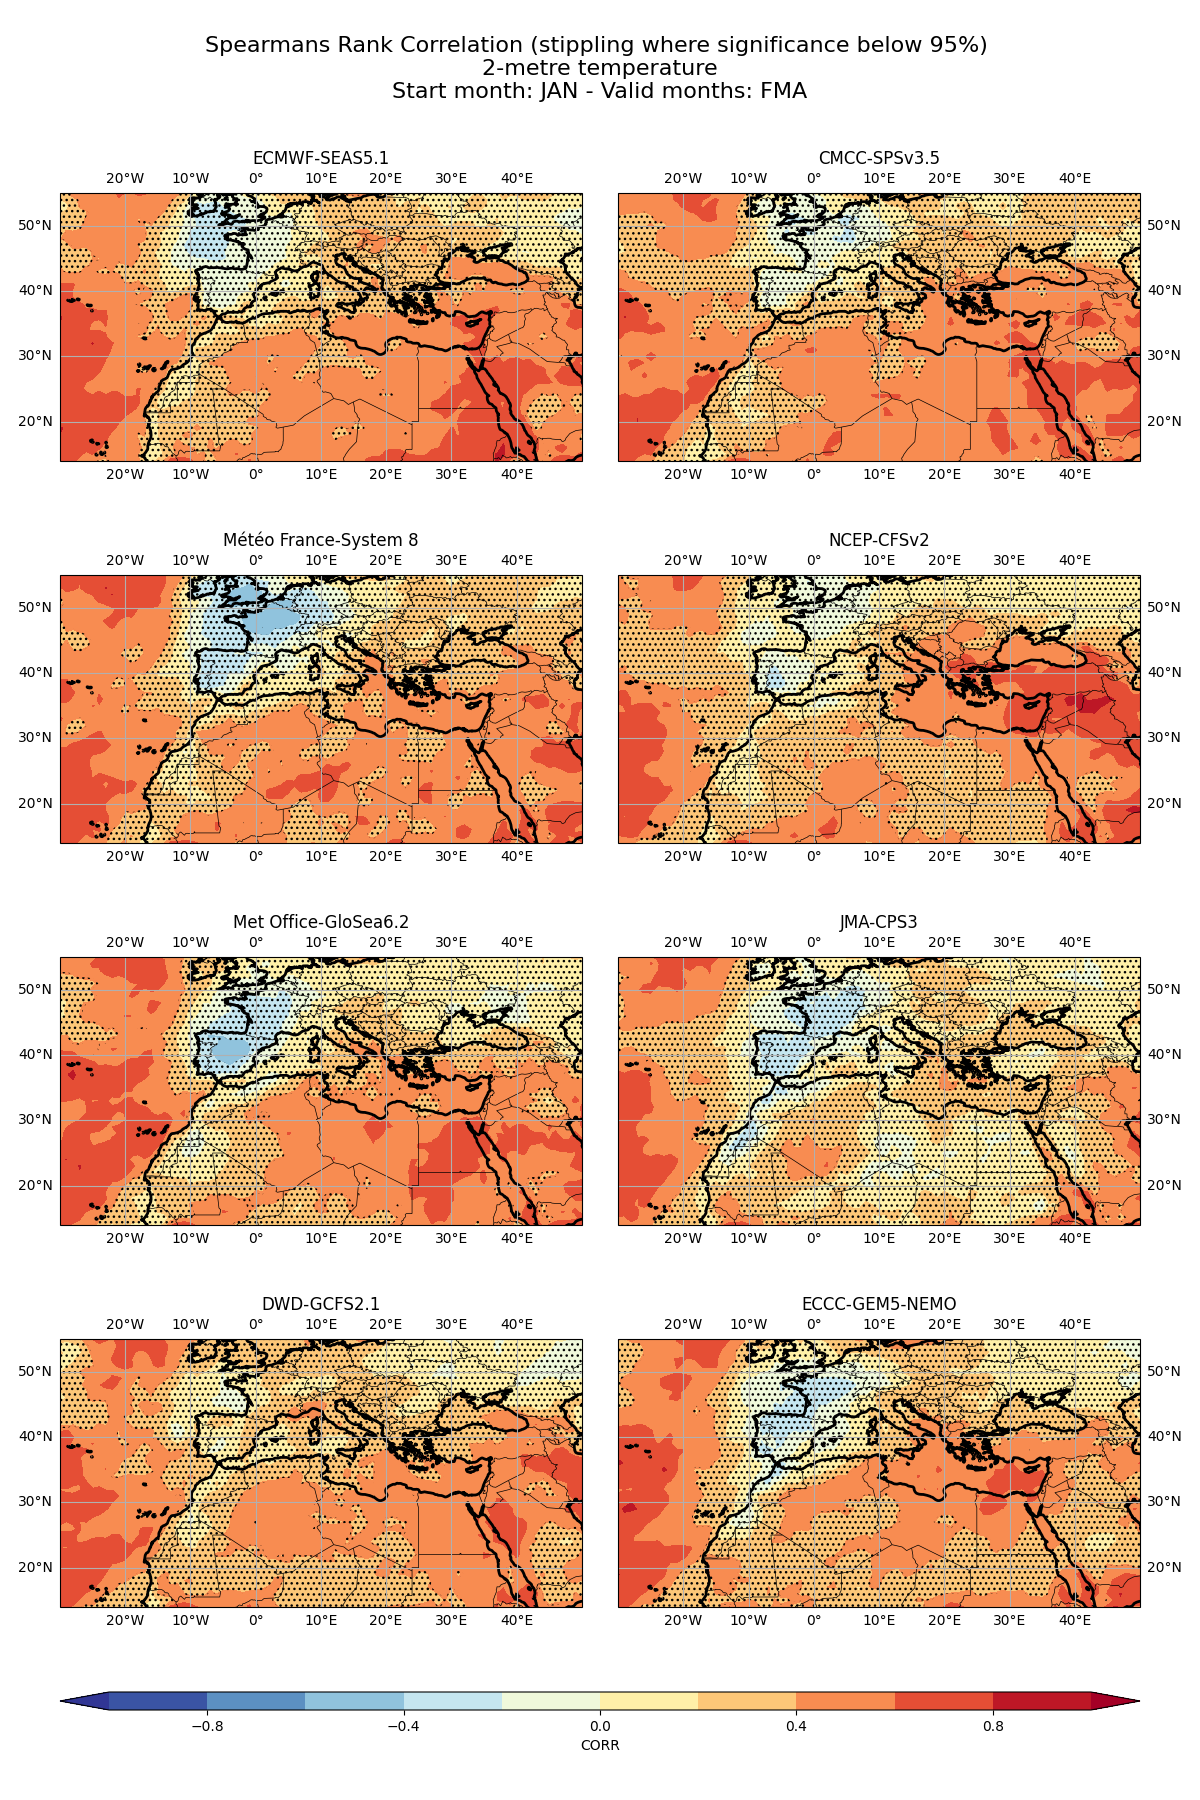 Spearmans Rank Correlation (stippling where significance below 95%)
2-metre temperature
Start month: JAN - Valid months: FMA
ECMWF-SEAS5.1
20°W 10°W 0° 10°E 20°E 30°E 40°E
50°N
40°N
30°N
20°N
20°W 10°W 0° 10°E 20°E 30°E 40°E
CMCC-SPSv3.5
20°W 10°W 0° 10°E 20°E 30°E 40°E
50°N
40°N
30°N
20°N
20°W 10°W 0° 10°E 20°E 30°E 40°E
Météo France-System 8
20°W 10°W 0° 10°E 20°E 30°E 40°E
50°N
40°N
30°N
20°N
20°W 10°W 0° 10°E 20°E 30°E 40°E
NCEP-CFSv2
20°W 10°W 0° 10°E 20°E 30°E 40°E
50°N
40°N
30°N
20°N
20°W 10°W 0° 10°E 20°E 30°E 40°E
Met Office-GloSea6.2
20°W 10°W 0° 10°E 20°E 30°E 40°E
50°N
40°N
30°N
20°N
20°W 10°W 0° 10°E 20°E 30°E 40°E
JMA-CPS3
20°W 10°W 0° 10°E 20°E 30°E 40°E
50°N
40°N
30°N
20°N
20°W 10°W 0° 10°E 20°E 30°E 40°E
DWD-GCFS2.1
20°W 10°W 0° 10°E 20°E 30°E 40°E
50°N
40°N
30°N
20°N
20°W 10°W 0° 10°E 20°E 30°E 40°E
ECCC-GEM5-NEMO
20°W 10°W 0° 10°E 20°E 30°E 40°E
50°N
40°N
30°N
20°N
20°W 10°W 0° 10°E 20°E 30°E 40°E
−0.8 −0.4 0.0 0.4 0.8
CORR